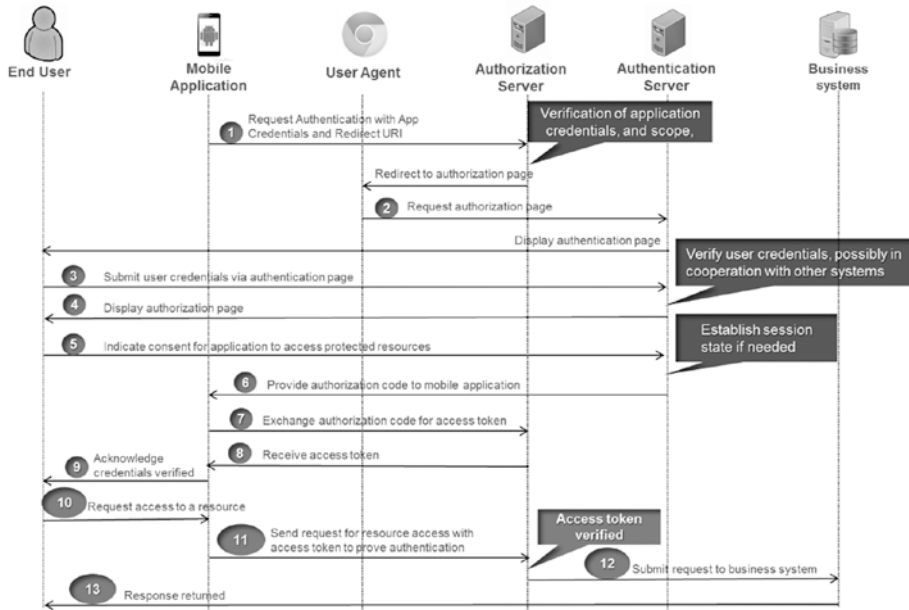 End User
Mobile
Application
User Agent
Authorization
Server
Authentication
Server
Business
system
1
Request Authentication with App
Credentials and Redirect URI
Verification of application
credentials, and scope,
Redirect to authorization page
2
Request authorization page
Display authentication page
Verify user credentials, possibly in
cooperation with other systems
3
Submit user credentials via authentication page
4
Display authorization page
Establish session
state if needed
5
Indicate consent for application to access protected resources
6
Provide authorization code to mobile application
7
Exchange authorization code for access token
8
Receive access token
9
Acknowledge
credentials verified
10
Request access to a resource
11
Send request for resource access with
access token to prove authentication
Access token
verified
12
Submit request to business system
13
Response returned